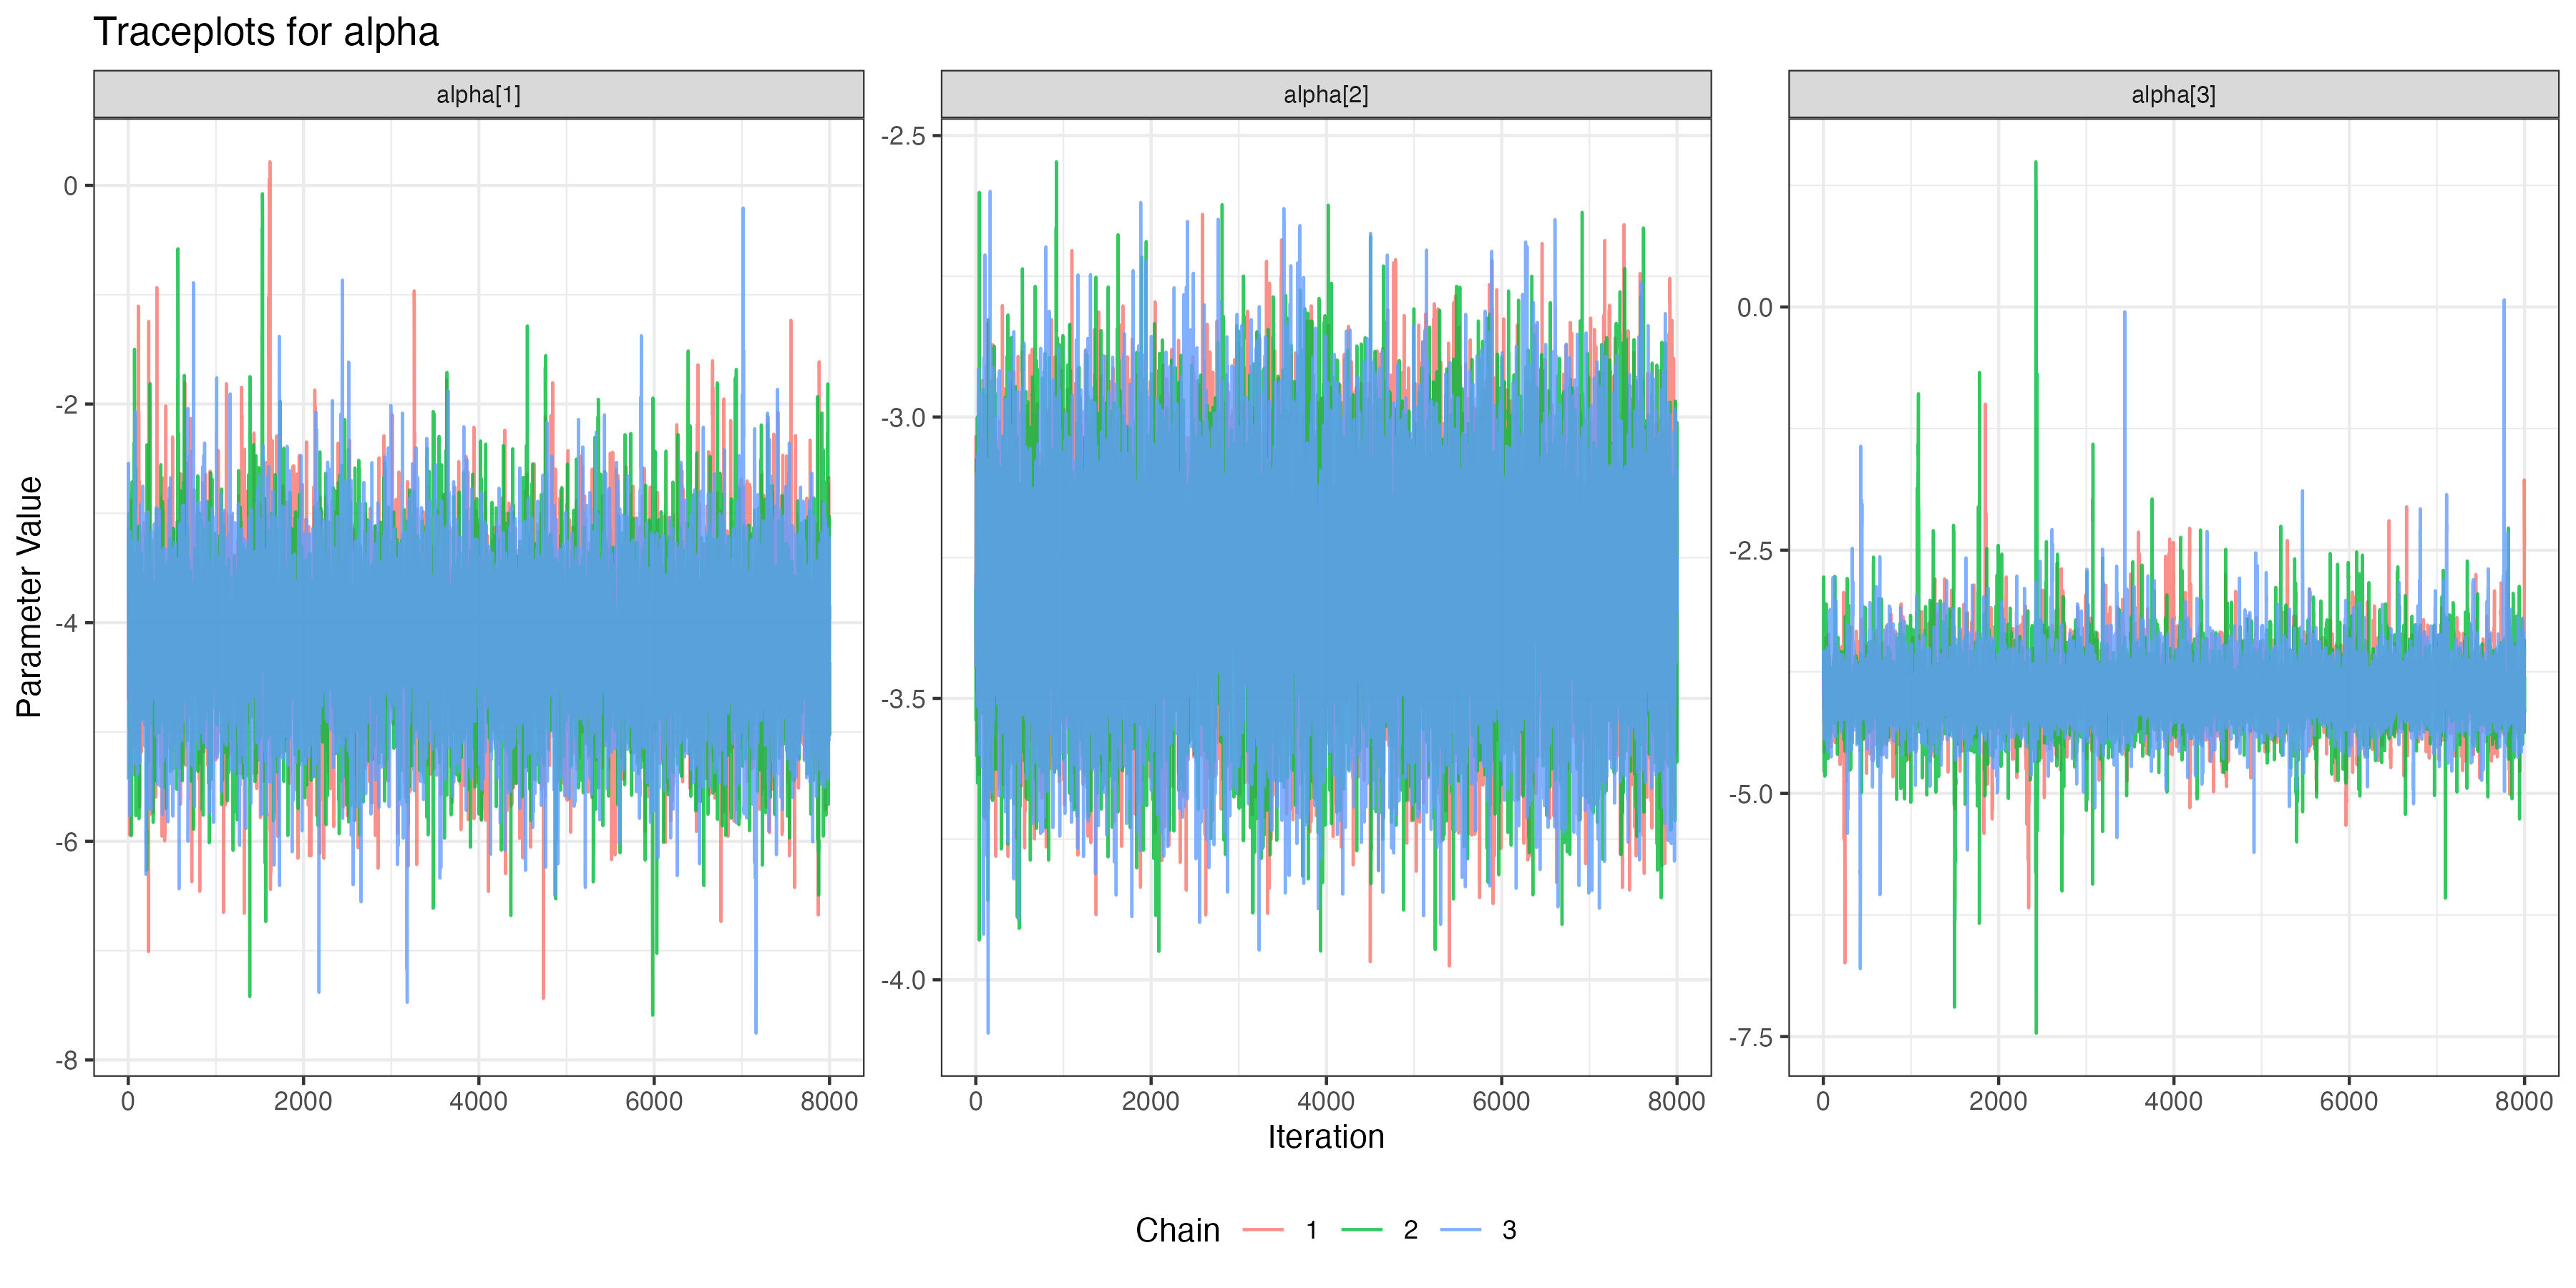 Traceplots for alpha
alpha[1] alpha[2] alpha[3]
Parameter Value
0
-2
-4
-6
-8
-2.5
-3.0
-3.5
-4.0
0.0
-2.5
-5.0
-7.5
0 2000 4000 6000 8000 0 2000 4000 6000 8000 0 2000 4000 6000 8000
Iteration
Chain 1 2 3